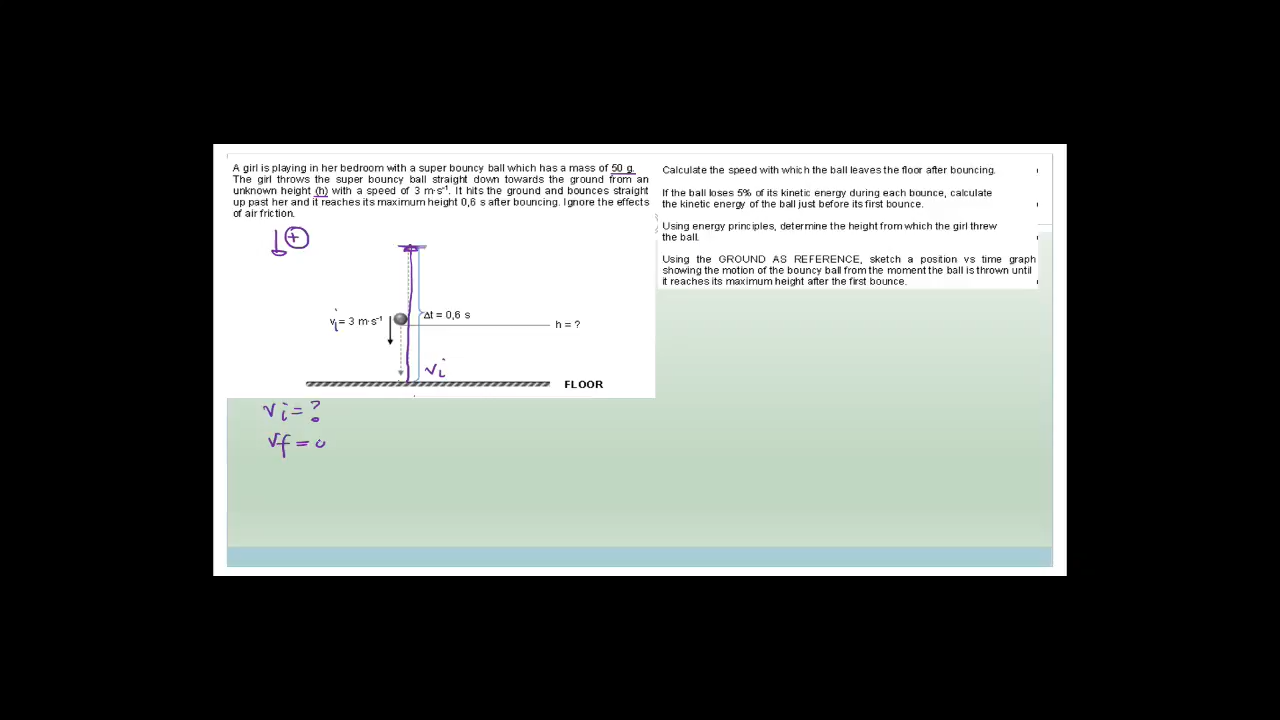 A girl is playing in her bedroom with a super bouncy ball which has a mass of 50 g.
The girl throws the super bouncy ball straight down towards the ground from an
unknown height (h) with a speed of 3 m·s⁻¹. It hits the ground and bounces straight
up past her and it reaches its maximum height 0,6 s after bouncing. Ignore the effects
of air friction.
+
Δt = 0,6 s
vi = 3 m·s⁻¹
h = ?
vi
FLOOR
vi = ?
vf = 0
Calculate the speed with which the ball leaves the floor after bouncing.
If the ball loses 5% of its kinetic energy during each bounce, calculate
the kinetic energy of the ball just before its first bounce.
Using energy principles, determine the height from which the girl threw
the ball.
Using the GROUND AS REFERENCE, sketch a position vs time graph
showing the motion of the bouncy ball from the moment the ball is thrown until
it reaches its maximum height after the first bounce.